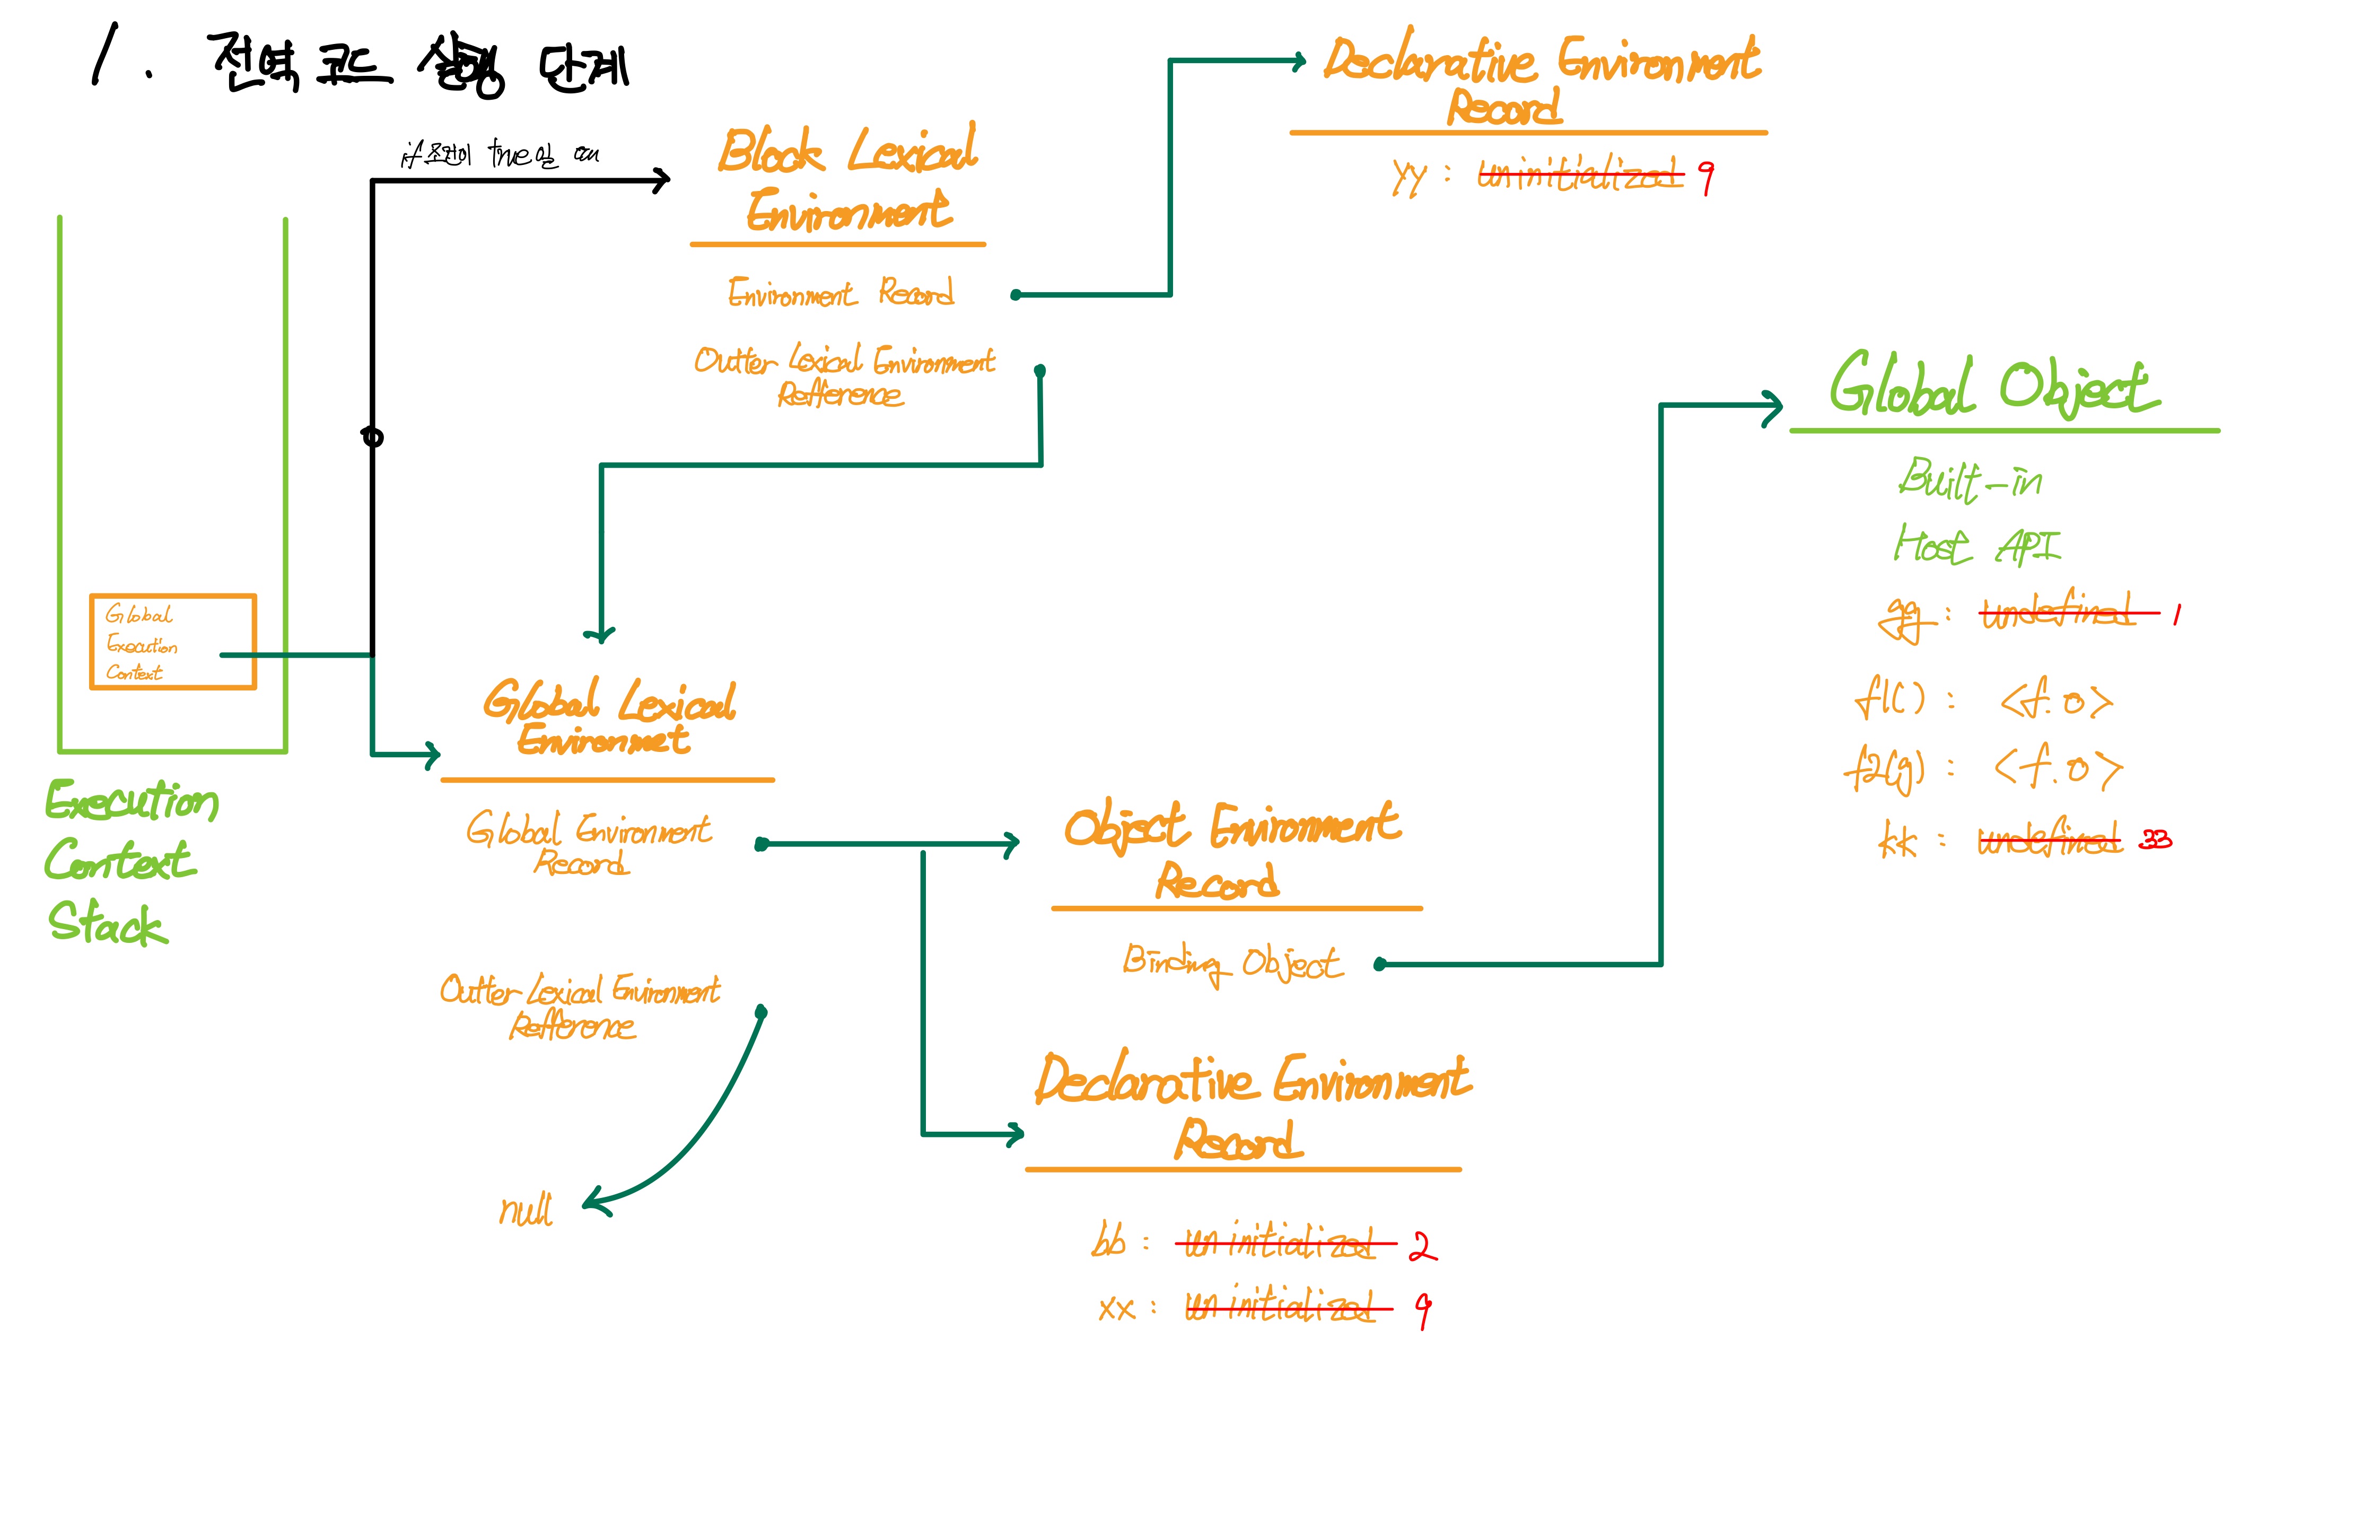 1. 전역 코드 실행 단계
조건이 true일 때
Block Lexical
Environment
Environment Record
Outter Lexical Environment
Refference
Declarative Environment
Record
yy : uninitialized 9
Global
Execution
Context
Execution
Context
Stack
Global Lexical
Environmet
Global Environment
Record
Outter Lexical Environment
Refference
null
Object Environment
Record
Binding Object
Declarative Environment
Record
bb : uninitialized 2
xx : uninitialized 9
Global Object
Built-in
Host API
: undefined 1
f1( ) : <f.o>
f2(g) : <f.o>
kk : undefined 33